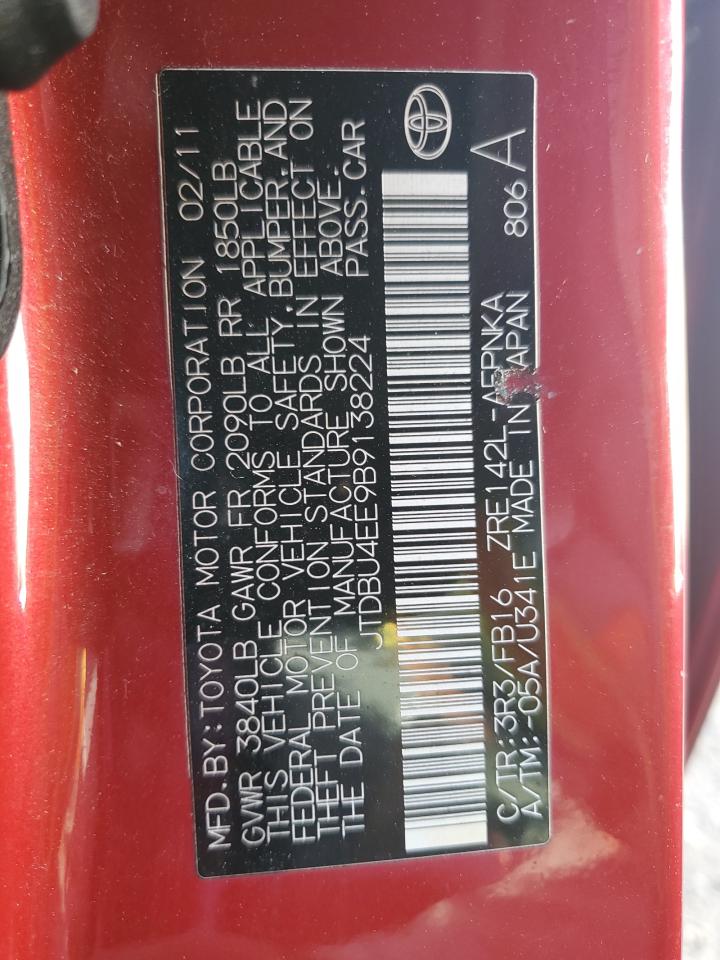 MFD. BY: TOYOTA MOTOR CORPORATION 02/11
GVWR 3840LB GAWR FR 2090LB RR 1850LB
THIS VEHICLE CONFORMS TO ALL APPLICABLE
FEDERAL MOTOR VEHICLE SAFETY, BUMPER, AND
THEFT PREVENTION STANDARDS IN EFFECT ON
THE DATE OF MANUFACTURE SHOWN ABOVE.
JTDBU4EE9B9138224 PASS. CAR
C/TR: 3R3/FB16 ZRE142L-AEPNKA 806
A/TM: -05A/U341E MADE IN JAPAN A